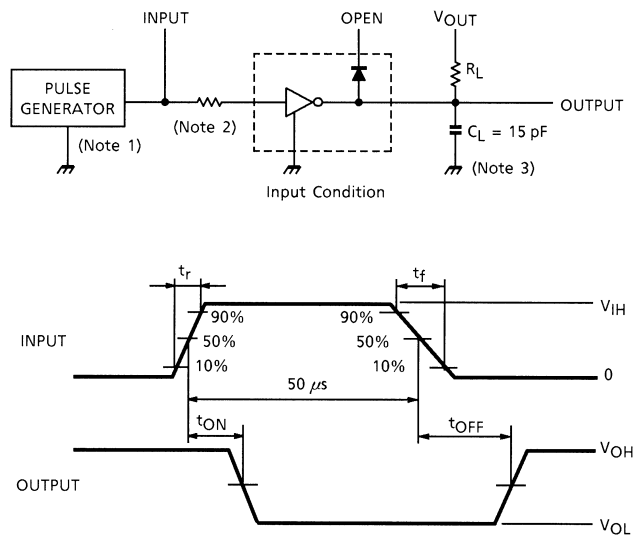 INPUT
OPEN
VOUT
PULSE
GENERATOR
RL
OUTPUT
(Note 1)
(Note 2)
CL = 15 pF
(Note 3)
Input Condition
tr
tf
VIH
90%
90%
INPUT
50%
50%
10%
10%
0
50 μs
tON
tOFF
VOH
OUTPUT
VOL